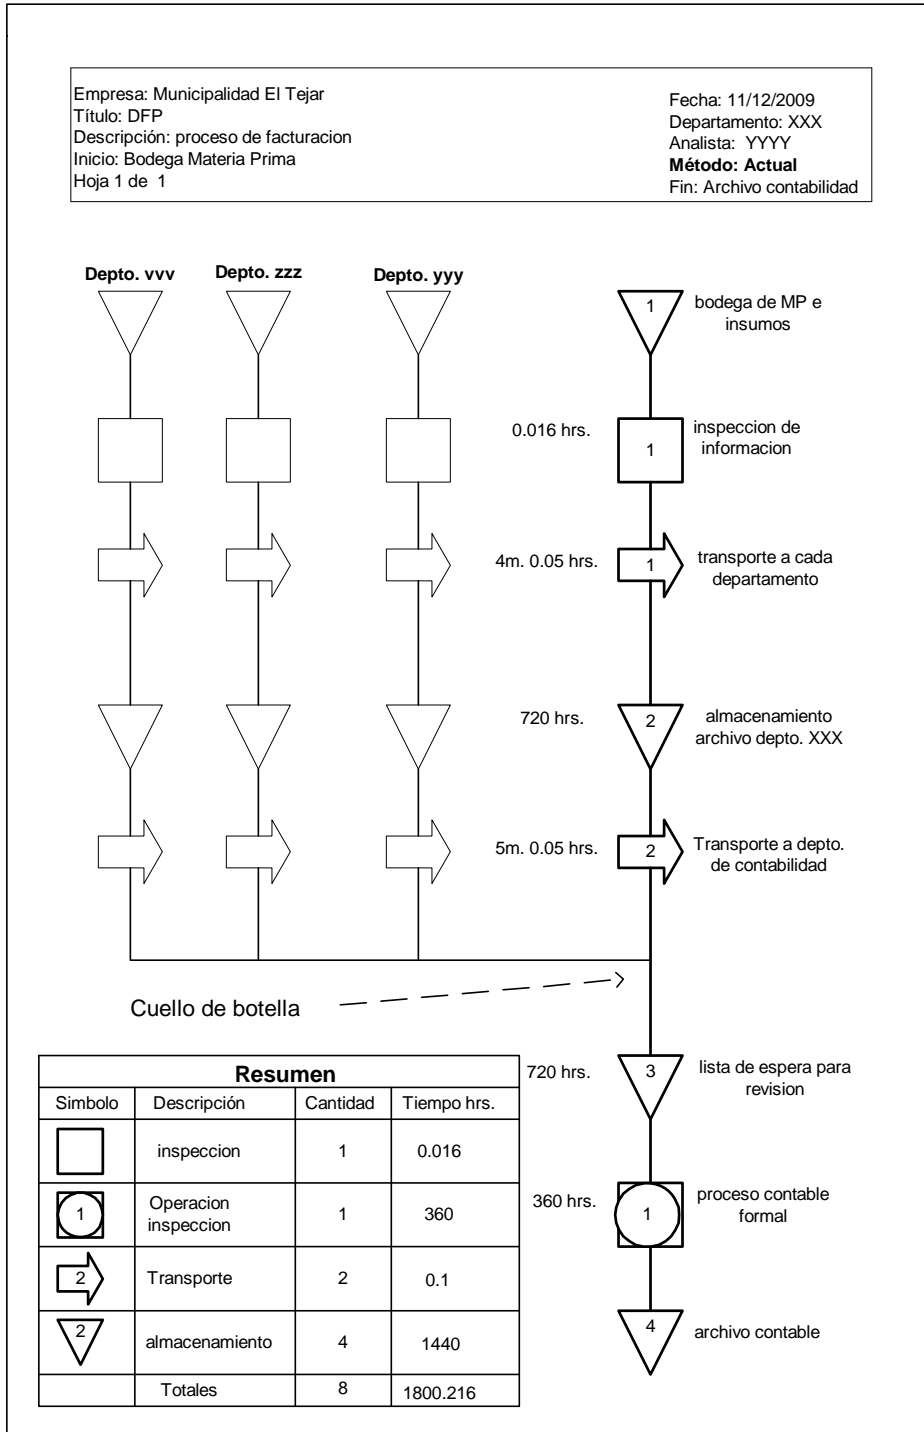 Empresa: Municipalidad El Tejar
Título: DFP
Descripción: proceso de facturacion
Inicio: Bodega Materia Prima
Hoja 1 de 1
Fecha: 11/12/2009
Departamento: XXX
Analista: YYYY
Método: Actual
Fin: Archivo contabilidad
Depto. vvv
Depto. zzz
Depto. yyy
1
bodega de MP e
insumos
0.016 hrs.
1
inspeccion de
informacion
4m. 0.05 hrs.
1
transporte a cada
departamento
720 hrs.
2
almacenamiento
archivo depto. XXX
5m. 0.05 hrs.
2
Transporte a depto.
de contabilidad
Cuello de botella
720 hrs.
3
lista de espera para
revision
360 hrs.
1
proceso contable
formal
4
archivo contable
Resumen
Simbolo Descripción Cantidad Tiempo hrs.
inspeccion 1 0.016
1 Operacion
inspeccion 1 360
2 Transporte 2 0.1
2 almacenamiento 4 1440
Totales 8 1800.216